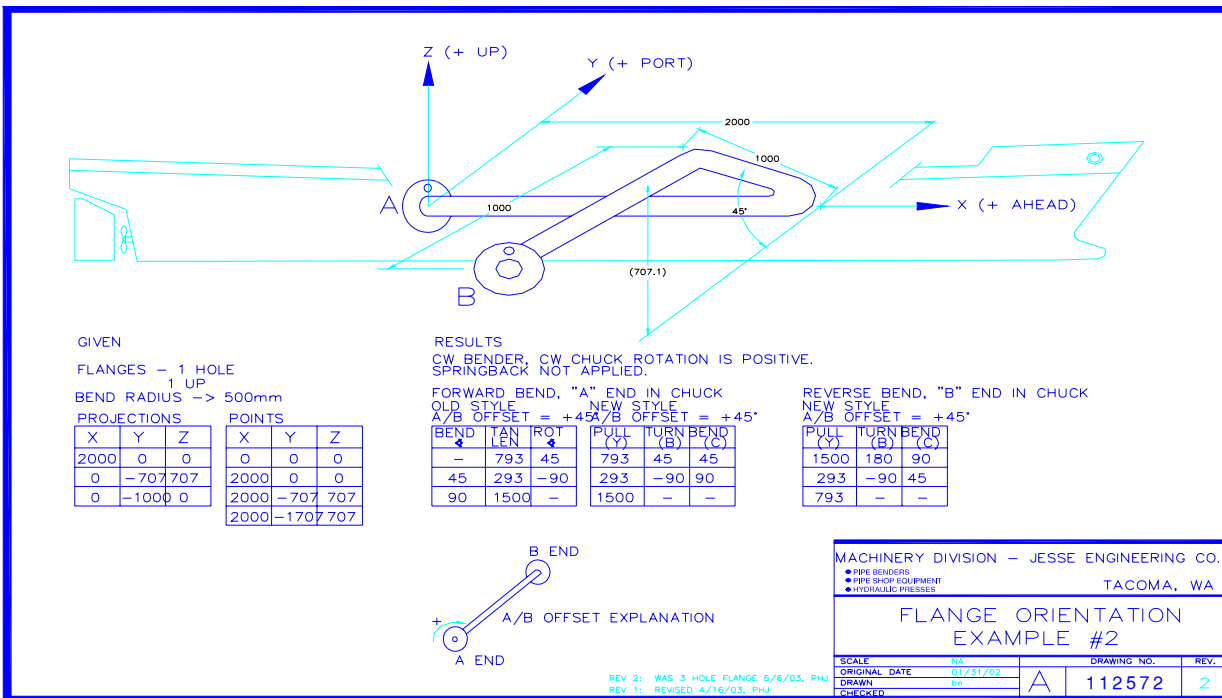 Z (+ UP)
Y (+ PORT)
2000
1000
A
1000
45°
X (+ AHEAD)
(707.1)
B
GIVEN
FLANGES – 1 HOLE
1 UP
BEND RADIUS -> 500mm
PROJECTIONS
X Y Z
2000 0 0
0 -707 707
0 -1000 0
POINTS
X Y Z
0 0 0
2000 0 0
2000 -707 707
2000 -1707 707
RESULTS
CW BENDER, CW CHUCK ROTATION IS POSITIVE.
SPRINGBACK NOT APPLIED.
FORWARD BEND, "A" END IN CHUCK
OLD STYLE
A/B OFFSET = +45°
BEND TAN LEN ROT
– 793 45
45 293 -90
90 1500 –
NEW STYLE
A/B OFFSET = +45°
PULL (Y) TURN (B) BEND (C)
793 45 45
293 -90 90
1500 – –
REVERSE BEND, "B" END IN CHUCK
NEW STYLE
A/B OFFSET = +45°
PULL (Y) TURN (B) BEND (C)
1500 180 90
293 -90 45
793 – –
B END
+
A/B OFFSET EXPLANATION
A END
REV 2: WAS 3 HOLE FLANGE 5/6/03. PHJ
REV 1: REVISED 4/16/03. PHJ
MACHINERY DIVISION – JESSE ENGINEERING CO.
PIPE BENDERS
PIPE SHOP EQUIPMENT
HYDRAULIC PRESSES
TACOMA, WA
FLANGE ORIENTATION
EXAMPLE #2
SCALE NA
ORIGINAL DATE 01/31/02
DRAWN bn
CHECKED
A
DRAWING NO.
112572
REV.
2